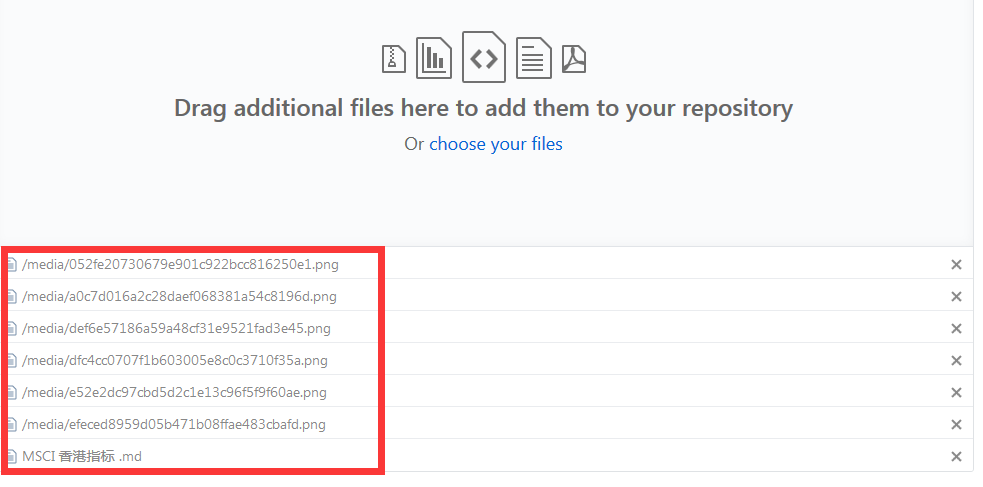 Drag additional files here to add them to your repository
Or choose your files
/media/052fe20730679e901c922bcc816250e1.png
/media/a0c7d016a2c28daef068381a54c8196d.png
/media/def6e57186a59a48cf31e9521fad3e45.png
/media/dfc4cc0707f1b603005e8c0c3710f35a.png
/media/e52e2dc97cbd5d2c1e13c96f5f9f60ae.png
/media/efeced8959d05b471b08ffae483cbafd.png
MSCI 香港指标 .md